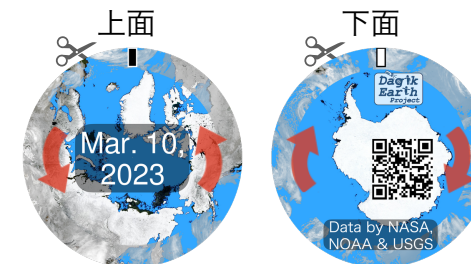 上面
下面
Mar. 10,
2023
Dagik
Earth
Project
Data by NASA,
NOAA & USGS